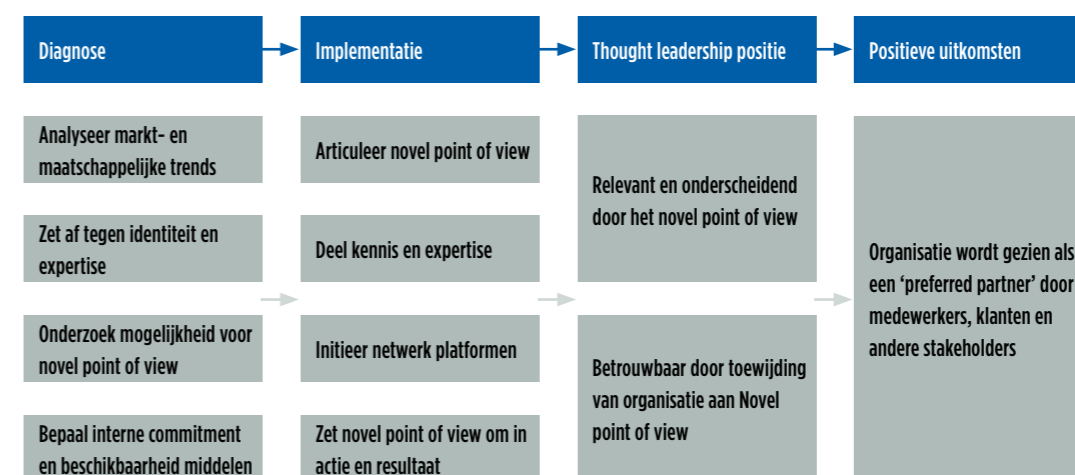 Diagnose
Implementatie
Thought leadership positie
Positieve uitkomsten
Analyseer markt- en
maatschappelijke trends
Zet af tegen identiteit en
expertise
Onderzoek mogelijkheid voor
novel point of view
Bepaal interne commitment
en beschikbaarheid middelen
Articuleer novel point of view
Deel kennis en expertise
Initieer netwerk platformen
Zet novel point of view om in
actie en resultaat
Relevant en onderscheidend
door het novel point of view
Betrouwbaar door toewijding
van organisatie aan Novel
point of view
Organisatie wordt gezien als
een ‘preferred partner’ door
medewerkers, klanten en
andere stakeholders